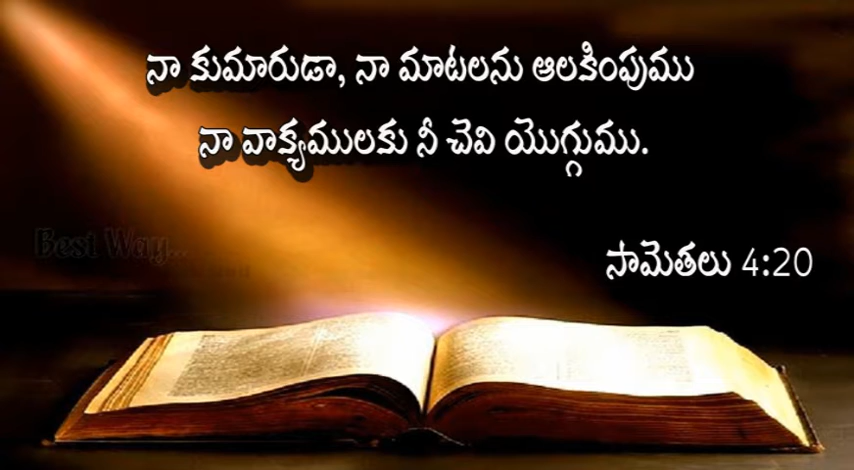 నా కుమారుడా, నా మాటలను ఆలకింపుము
నా వాక్యములకు నీ చెవి యొగ్గుము.
Best Way...
సామెతలు 4:20